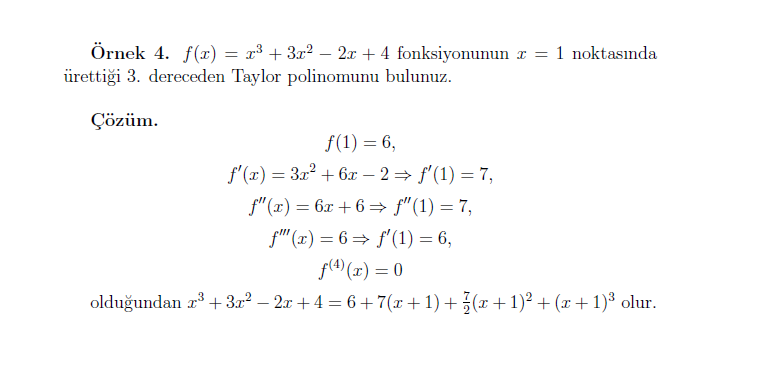 Örnek 4. f(x) = x³ + 3x² − 2x + 4 fonksiyonunun x = 1 noktasında
ürettiği 3. dereceden Taylor polinomunu bulunuz.
Çözüm.
f(1) = 6,
f′(x) = 3x² + 6x − 2 ⇒ f′(1) = 7,
f″(x) = 6x + 6 ⇒ f″(1) = 7,
f‴(x) = 6 ⇒ f′(1) = 6,
f⁽⁴⁾(x) = 0
olduğundan x³ + 3x² − 2x + 4 = 6 + 7(x + 1) + 7/2(x + 1)² + (x + 1)³ olur.